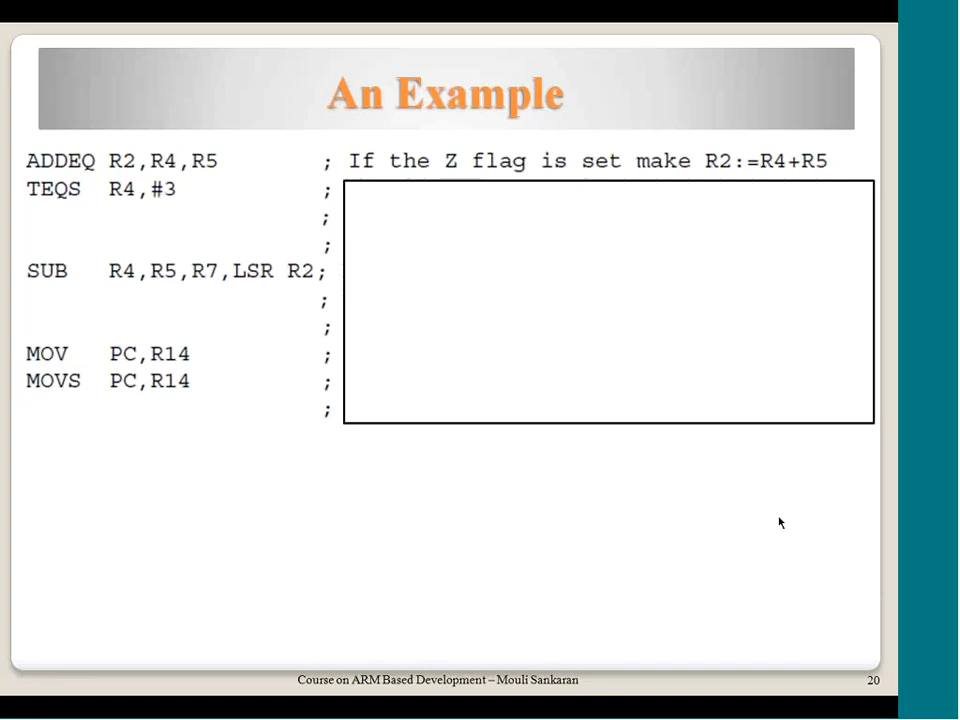 An Example
ADDEQ R2,R4,R5 ; If the Z flag is set make R2:=R4+R5
TEQS R4,#3 ;
;
;
SUB R4,R5,R7,LSR R2;
;
;
MOV PC,R14 ;
MOVS PC,R14 ;
;
Course on ARM Based Development – Mouli Sankaran
20